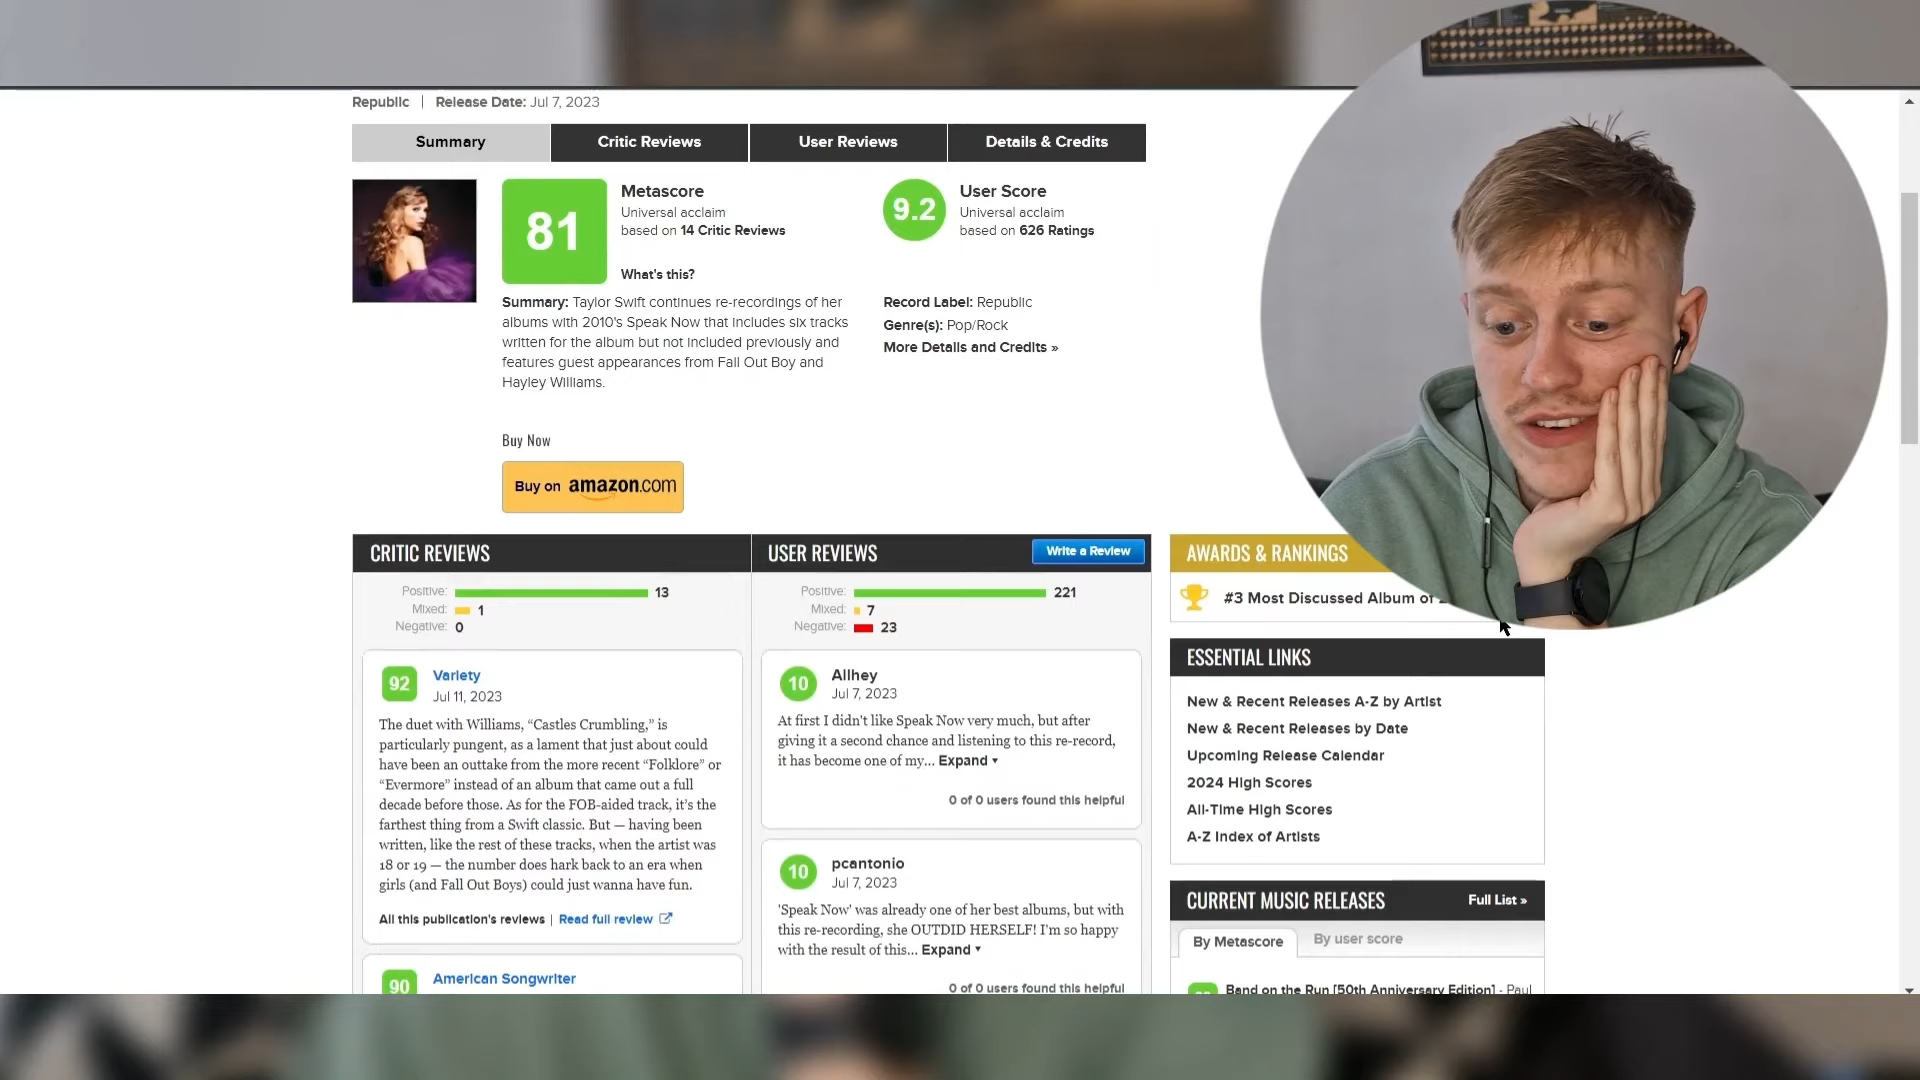 Republic | Release Date: Jul 7, 2023
Summary
Critic Reviews
User Reviews
Details & Credits
81
Metascore
Universal acclaim
based on 14 Critic Reviews
What's this?
9.2
User Score
Universal acclaim
based on 626 Ratings
Summary: Taylor Swift continues re-recordings of her
albums with 2010's Speak Now that includes six tracks
written for the album but not included previously and
features guest appearances from Fall Out Boy and
Hayley Williams.
Record Label: Republic
Genre(s): Pop/Rock
More Details and Credits »
Buy Now
Buy on amazon.com
CRITIC REVIEWS
Positive: 13
Mixed: 1
Negative: 0
92
Variety
Jul 11, 2023
The duet with Williams, “Castles Crumbling,” is
particularly pungent, as a lament that just about could
have been an outtake from the more recent “Folklore” or
“Evermore” instead of an album that came out a full
decade before those. As for the FOB-aided track, it’s the
farthest thing from a Swift classic. But — having been
written, like the rest of these tracks, when the artist was
18 or 19 — the number does hark back to an era when
girls (and Fall Out Boys) could just wanna have fun.
All this publication's reviews | Read full review
90
American Songwriter
USER REVIEWS
Write a Review
Positive: 221
Mixed: 7
Negative: 23
10
Allhey
Jul 7, 2023
At first I didn't like Speak Now very much, but after
giving it a second chance and listening to this re-record,
it has become one of my... Expand ▾
0 of 0 users found this helpful
10
pcantonio
Jul 7, 2023
'Speak Now' was already one of her best albums, but with
this re-recording, she OUTDID HERSELF! I'm so happy
with the result of this... Expand ▾
0 of 0 users found this helpful
AWARDS & RANKINGS
#3 Most Discussed Album of
ESSENTIAL LINKS
New & Recent Releases A-Z by Artist
New & Recent Releases by Date
Upcoming Release Calendar
2024 High Scores
All-Time High Scores
A-Z Index of Artists
CURRENT MUSIC RELEASES
Full List »
By Metascore
By user score
Band on the Run [50th Anniversary Edition] - Paul